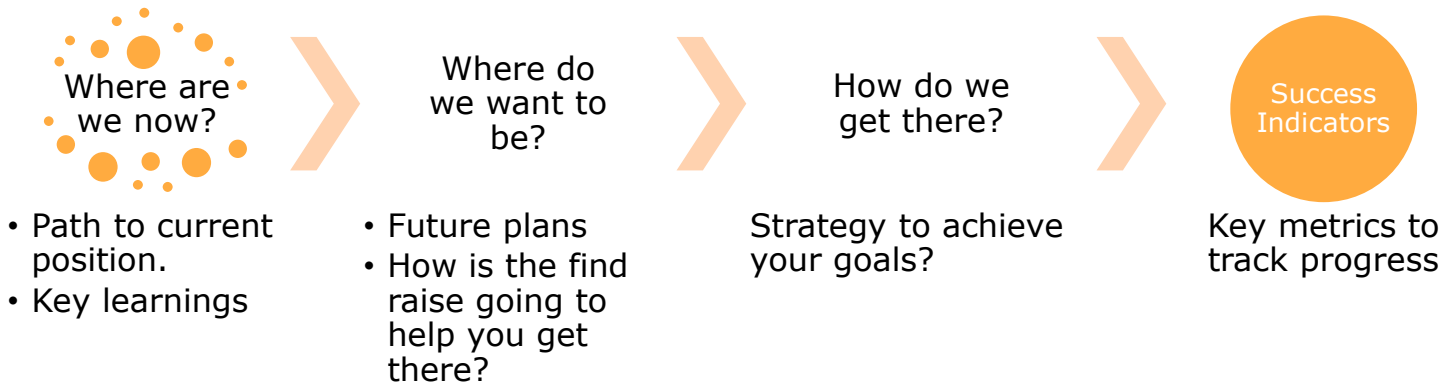 Where are
we now?
• Path to current
position.
• Key learnings
Where do
we want to
be?
• Future plans
• How is the find
raise going to
help you get
there?
How do we
get there?
Strategy to achieve
your goals?
Success
Indicators
Key metrics to
track progress